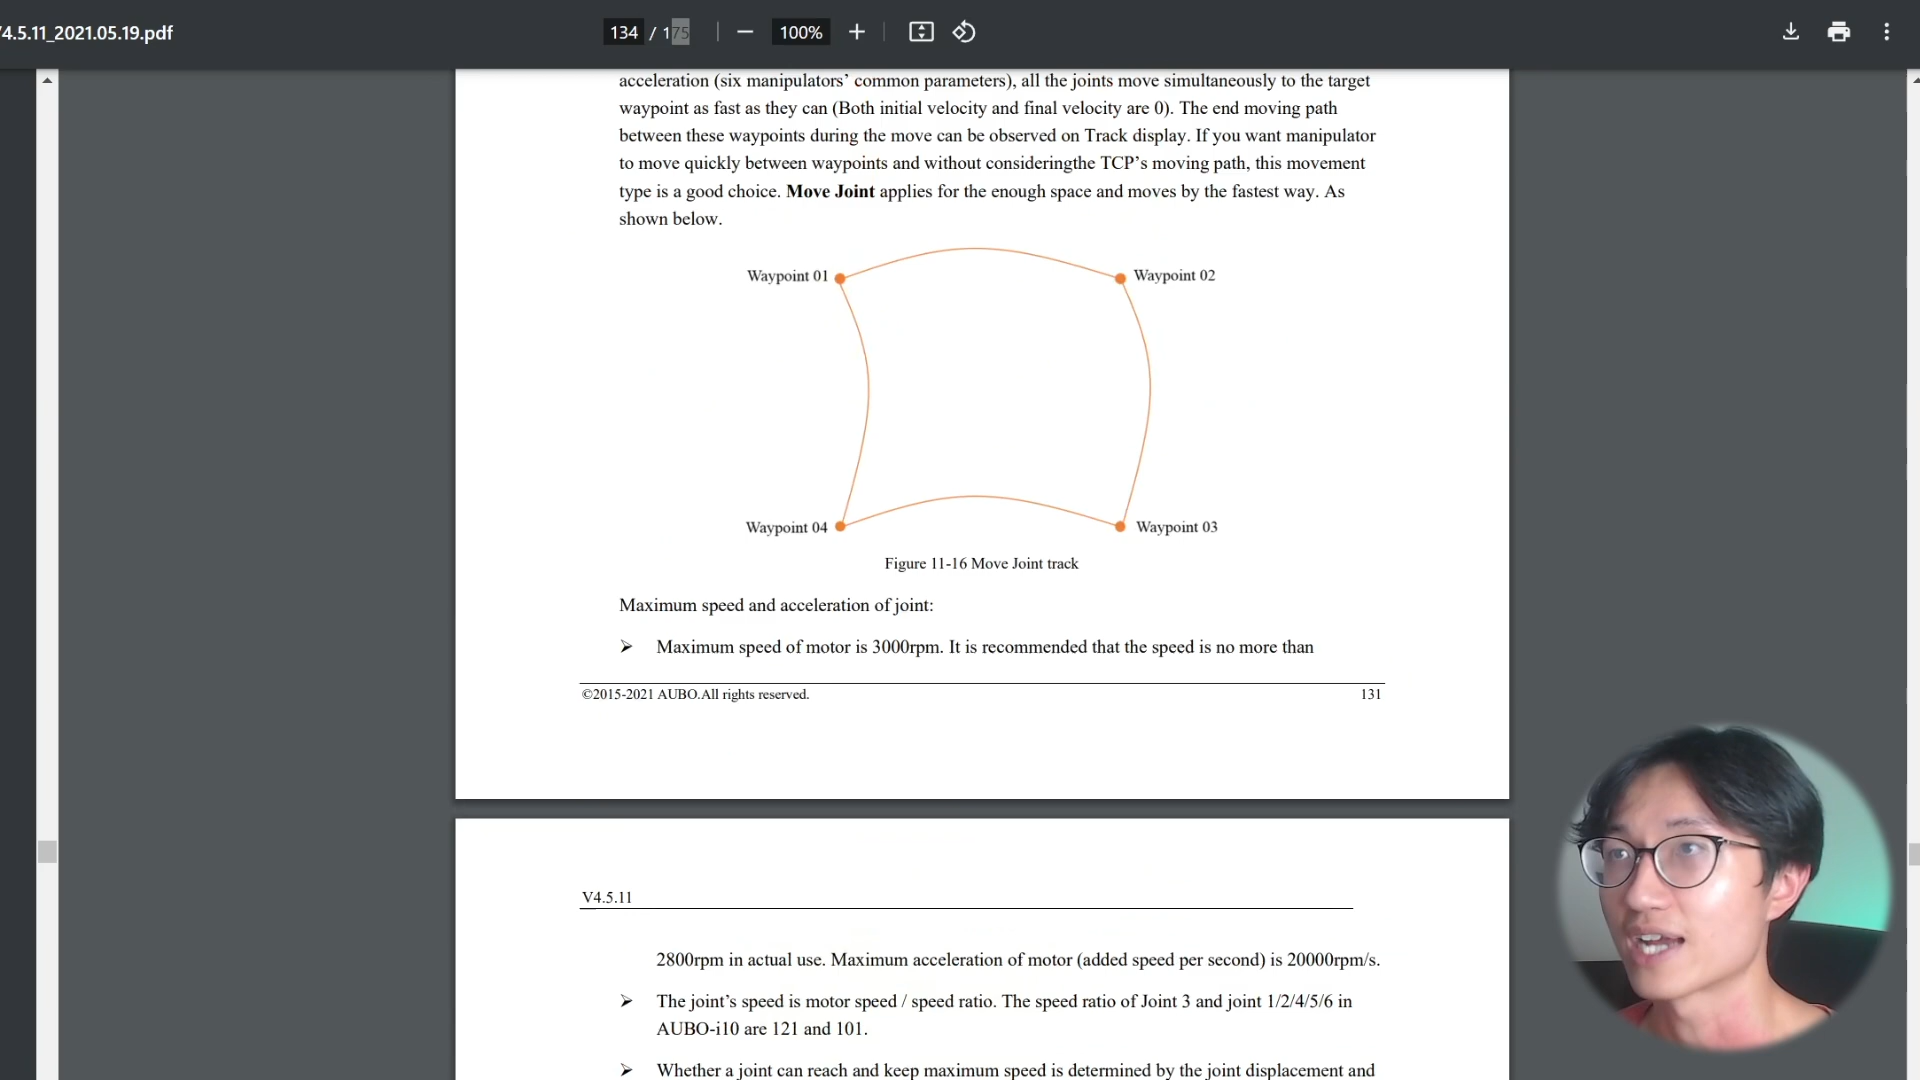 4.5.11_2021.05.19.pdf
134 / 175
100%
acceleration (six manipulators’ common parameters), all the joints move simultaneously to the target
waypoint as fast as they can (Both initial velocity and final velocity are 0). The end moving path
between these waypoints during the move can be observed on Track display. If you want manipulator
to move quickly between waypoints and without consideringthe TCP’s moving path, this movement
type is a good choice. Move Joint applies for the enough space and moves by the fastest way. As
shown below.
Waypoint 01
Waypoint 02
Waypoint 04
Waypoint 03
Figure 11-16 Move Joint track
Maximum speed and acceleration of joint:
➢ Maximum speed of motor is 3000rpm. It is recommended that the speed is no more than
©2015-2021 AUBO.All rights reserved.
131
V4.5.11
2800rpm in actual use. Maximum acceleration of motor (added speed per second) is 20000rpm/s.
➢ The joint’s speed is motor speed / speed ratio. The speed ratio of Joint 3 and joint 1/2/4/5/6 in
AUBO-i10 are 121 and 101.
➢ Whether a joint can reach and keep maximum speed is determined by the joint displacement and